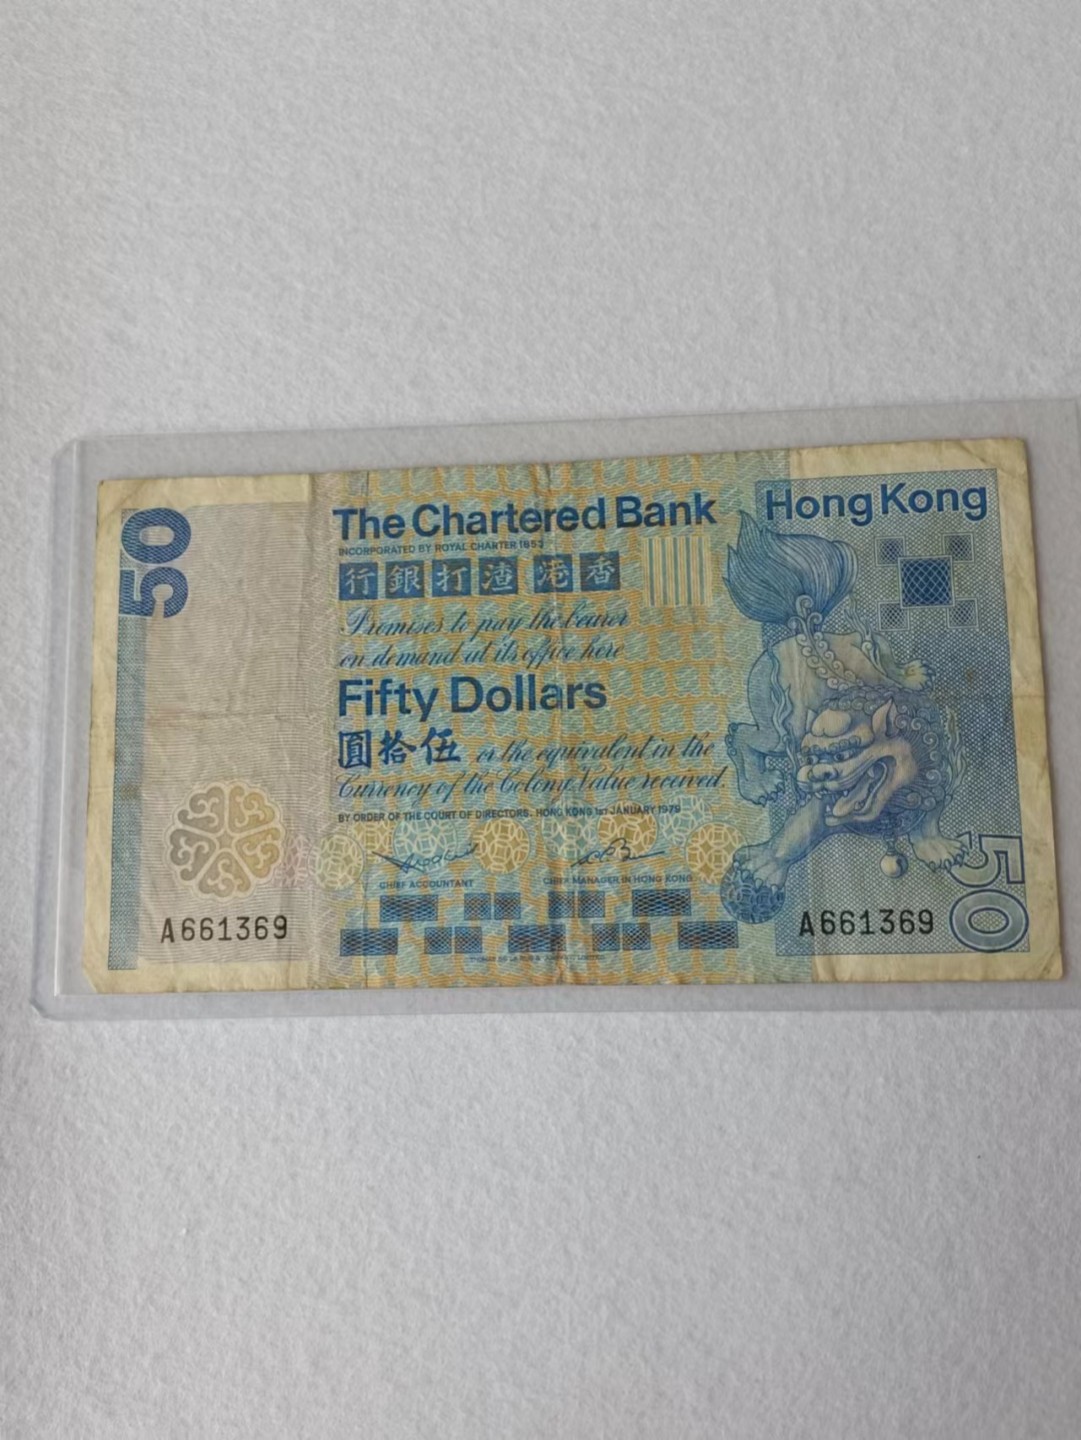 50
The Chartered Bank
Hong Kong
INCORPORATED BY ROYAL CHARTER 1853
行銀打渣 港香
Promises to pay the bearer
on demand at its office here
Fifty Dollars
圓拾伍 or the equivalent in the
Currency of the Colony, Value received.
BY ORDER OF THE COURT OF DIRECTORS. HONG KONG 1ST JANUARY 1979
CHIEF ACCOUNTANT
CHIEF MANAGER IN HONG KONG
50
A661369
A661369